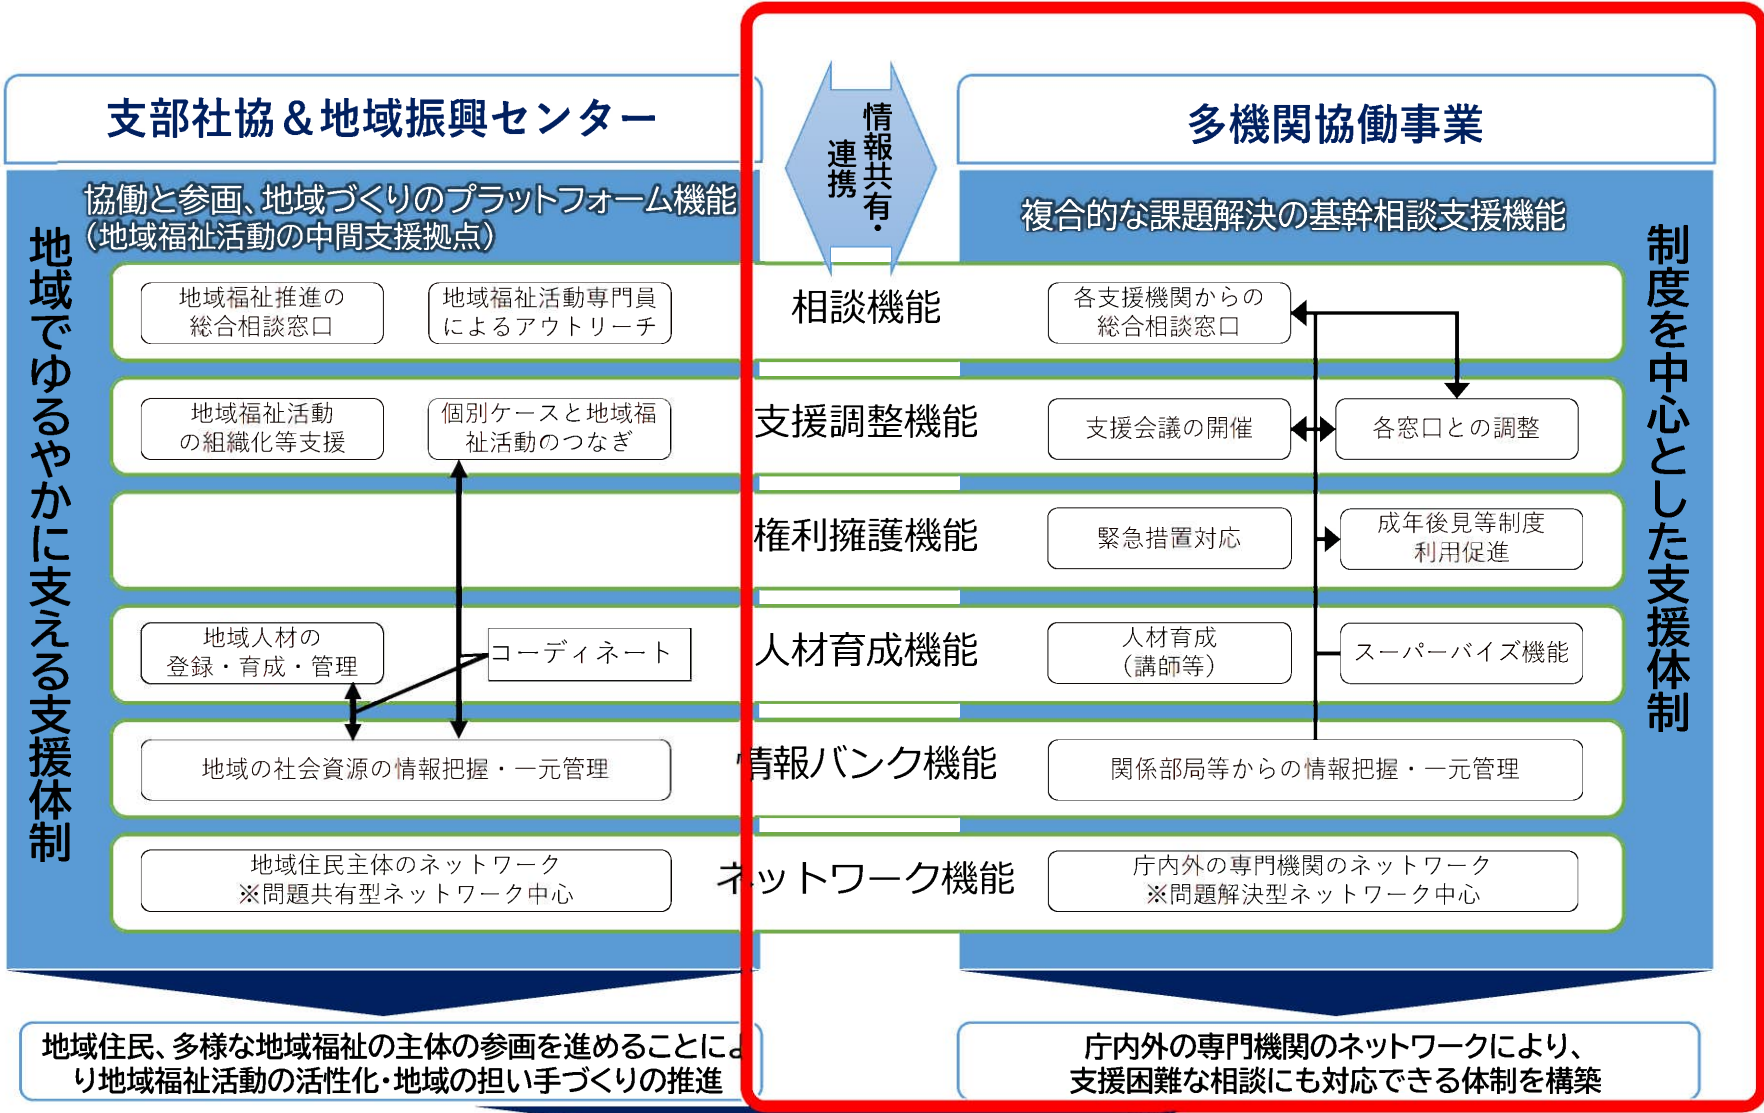 支部社協＆地域振興センター
情報共有・
連携
多機関協働事業
協働と参画、地域づくりのプラットフォーム機能
（地域福祉活動の中間支援拠点）
複合的な課題解決の基幹相談支援機能
地域でゆるやかに支える支援体制
制度を中心とした支援体制
地域福祉推進の
総合相談窓口
地域福祉活動専門員
によるアウトリーチ
相談機能
各支援機関からの
総合相談窓口
地域福祉活動
の組織化等支援
個別ケースと地域福
祉活動のつなぎ
支援調整機能
支援会議の開催
各窓口との調整
権利擁護機能
緊急措置対応
成年後見等制度
利用促進
地域人材の
登録・育成・管理
コーディネート
人材育成機能
人材育成
（講師等）
スーパーバイズ機能
地域の社会資源の情報把握・一元管理
情報バンク機能
関係部局等からの情報把握・一元管理
地域住民主体のネットワーク
※問題共有型ネットワーク中心
ネットワーク機能
庁内外の専門機関のネットワーク
※問題解決型ネットワーク中心
地域住民、多様な地域福祉の主体の参画を進めることによ
り地域福祉活動の活性化・地域の担い手づくりの推進
庁内外の専門機関のネットワークにより、
支援困難な相談にも対応できる体制を構築